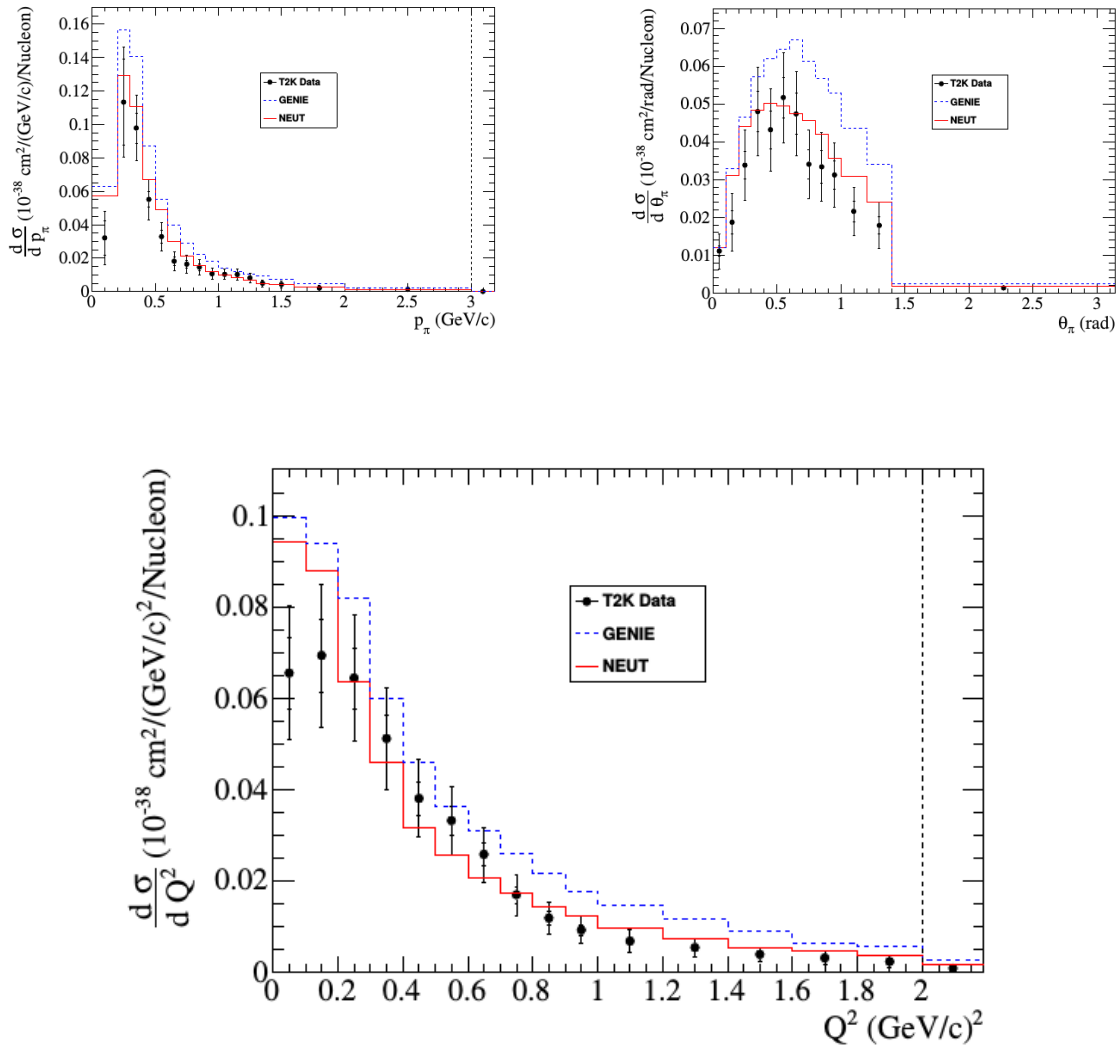 dσ/dp_π (10⁻³⁸ cm²/(GeV/c)/Nucleon)
0.16
0.14
0.12
0.1
0.08
0.06
0.04
0.02
0
T2K Data
GENIE
NEUT
0 0.5 1 1.5 2 2.5 3
p_π (GeV/c)
dσ/dθ_π (10⁻³⁸ cm²/rad/Nucleon)
0.07
0.06
0.05
0.04
0.03
0.02
0.01
0
T2K Data
GENIE
NEUT
0 0.5 1 1.5 2 2.5 3
θ_π (rad)
dσ/dQ² (10⁻³⁸ cm²/(GeV/c)²/Nucleon)
0.1
0.08
0.06
0.04
0.02
0
T2K Data
GENIE
NEUT
0 0.2 0.4 0.6 0.8 1 1.2 1.4 1.6 1.8 2
Q² (GeV/c)²